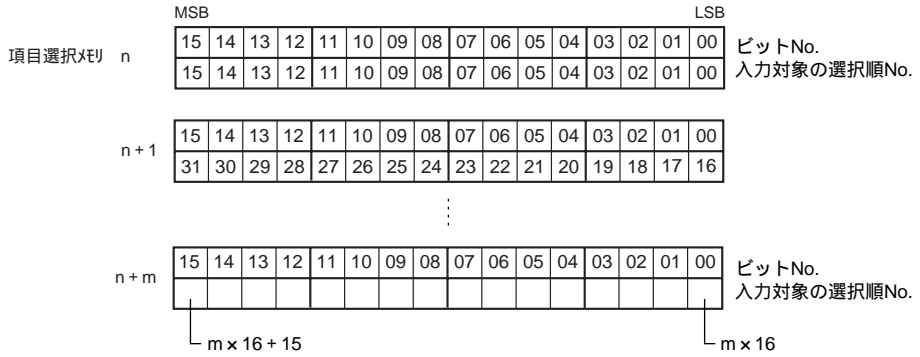 MSB LSB
項目選択ﾒﾓﾘ n 15 14 13 12 11 10 09 08 07 06 05 04 03 02 01 00 ビットNo.
15 14 13 12 11 10 09 08 07 06 05 04 03 02 01 00 入力対象の選択順No.
n + 1 15 14 13 12 11 10 09 08 07 06 05 04 03 02 01 00
31 30 29 28 27 26 25 24 23 22 21 20 19 18 17 16
n + m 15 14 13 12 11 10 09 08 07 06 05 04 03 02 01 00 ビットNo.
入力対象の選択順No.
m × 16 + 15 m × 16